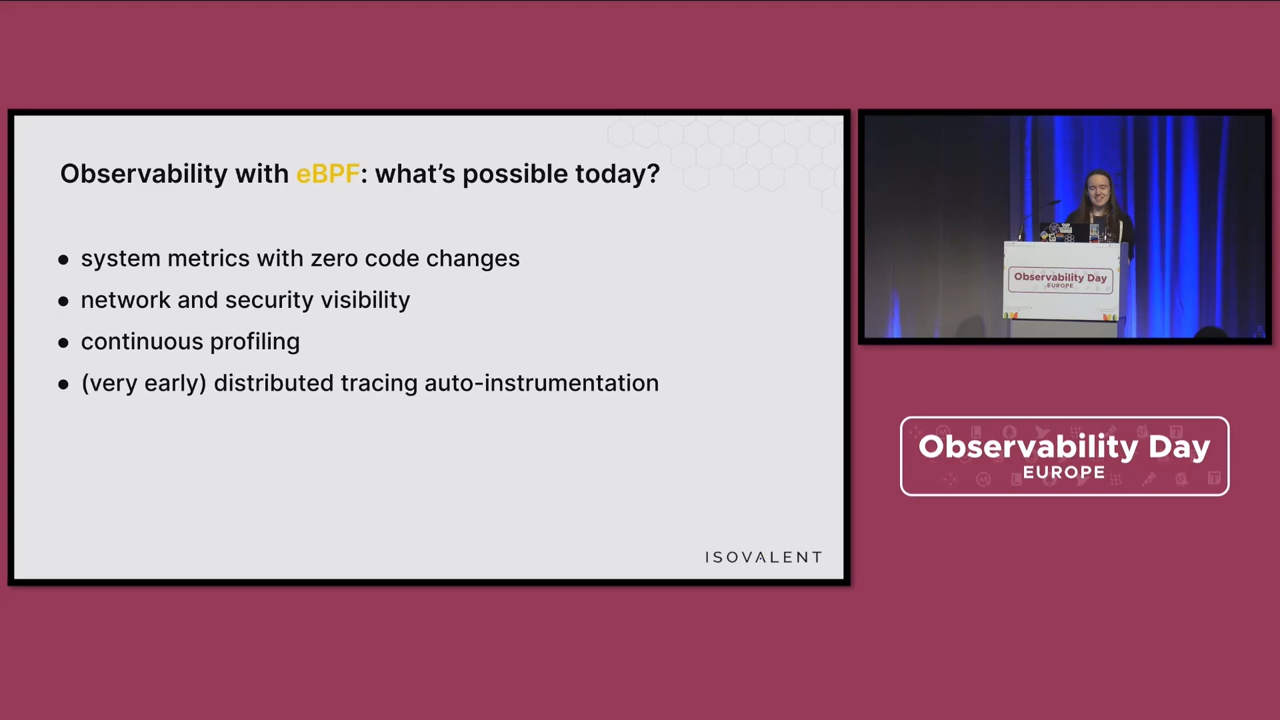 Observability with eBPF: what's possible today?
• system metrics with zero code changes
• network and security visibility
• continuous profiling
• (very early) distributed tracing auto-instrumentation
ISOVALENT
Observability Day
EUROPE
Observability Day
EUROPE